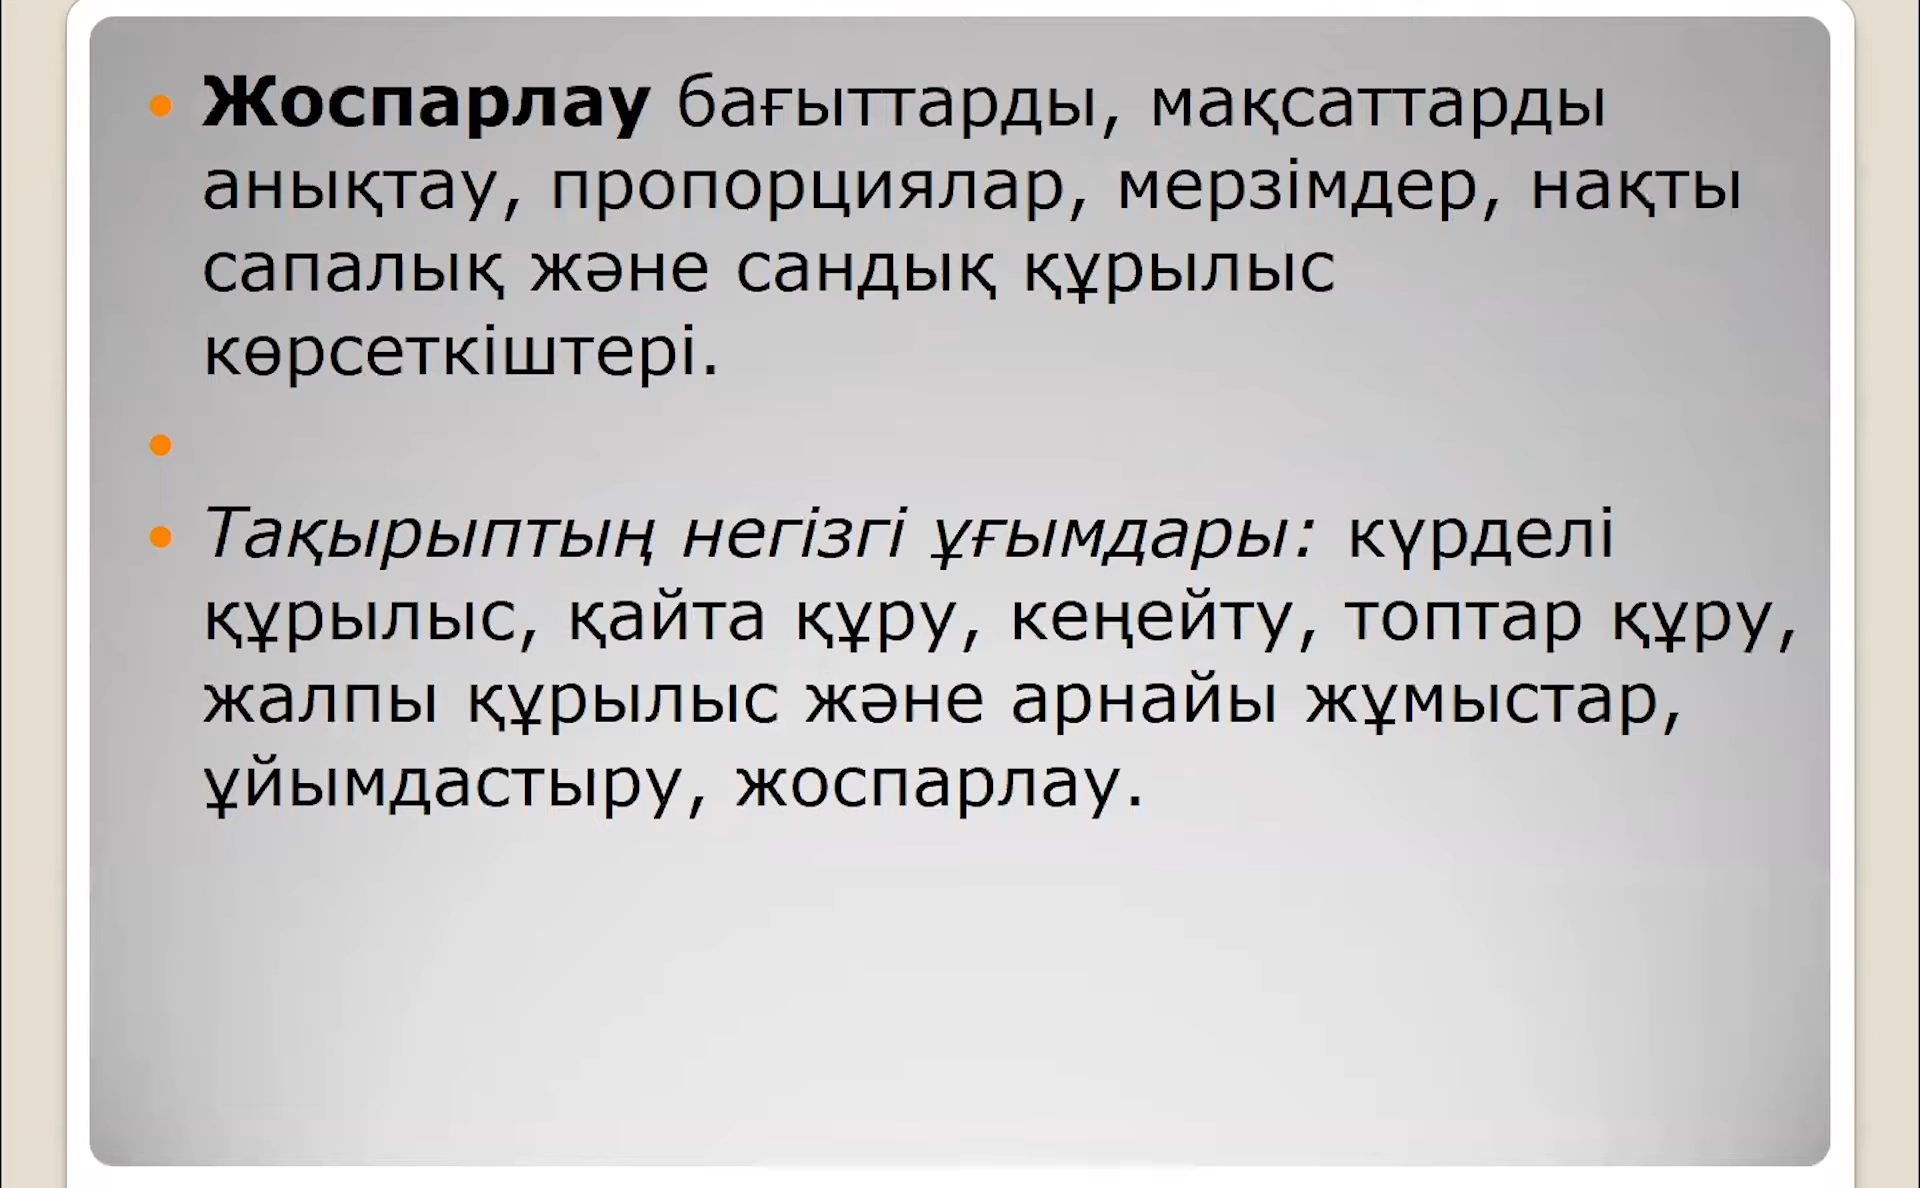 Жоспарлау бағыттарды, мақсаттарды
анықтау, пропорциялар, мерзімдер, нақты
сапалық және сандық құрылыс
көрсеткіштері.
Тақырыптың негізгі ұғымдары: күрделі
құрылыс, қайта құру, кеңейту, топтар құру,
жалпы құрылыс және арнайы жұмыстар,
ұйымдастыру, жоспарлау.